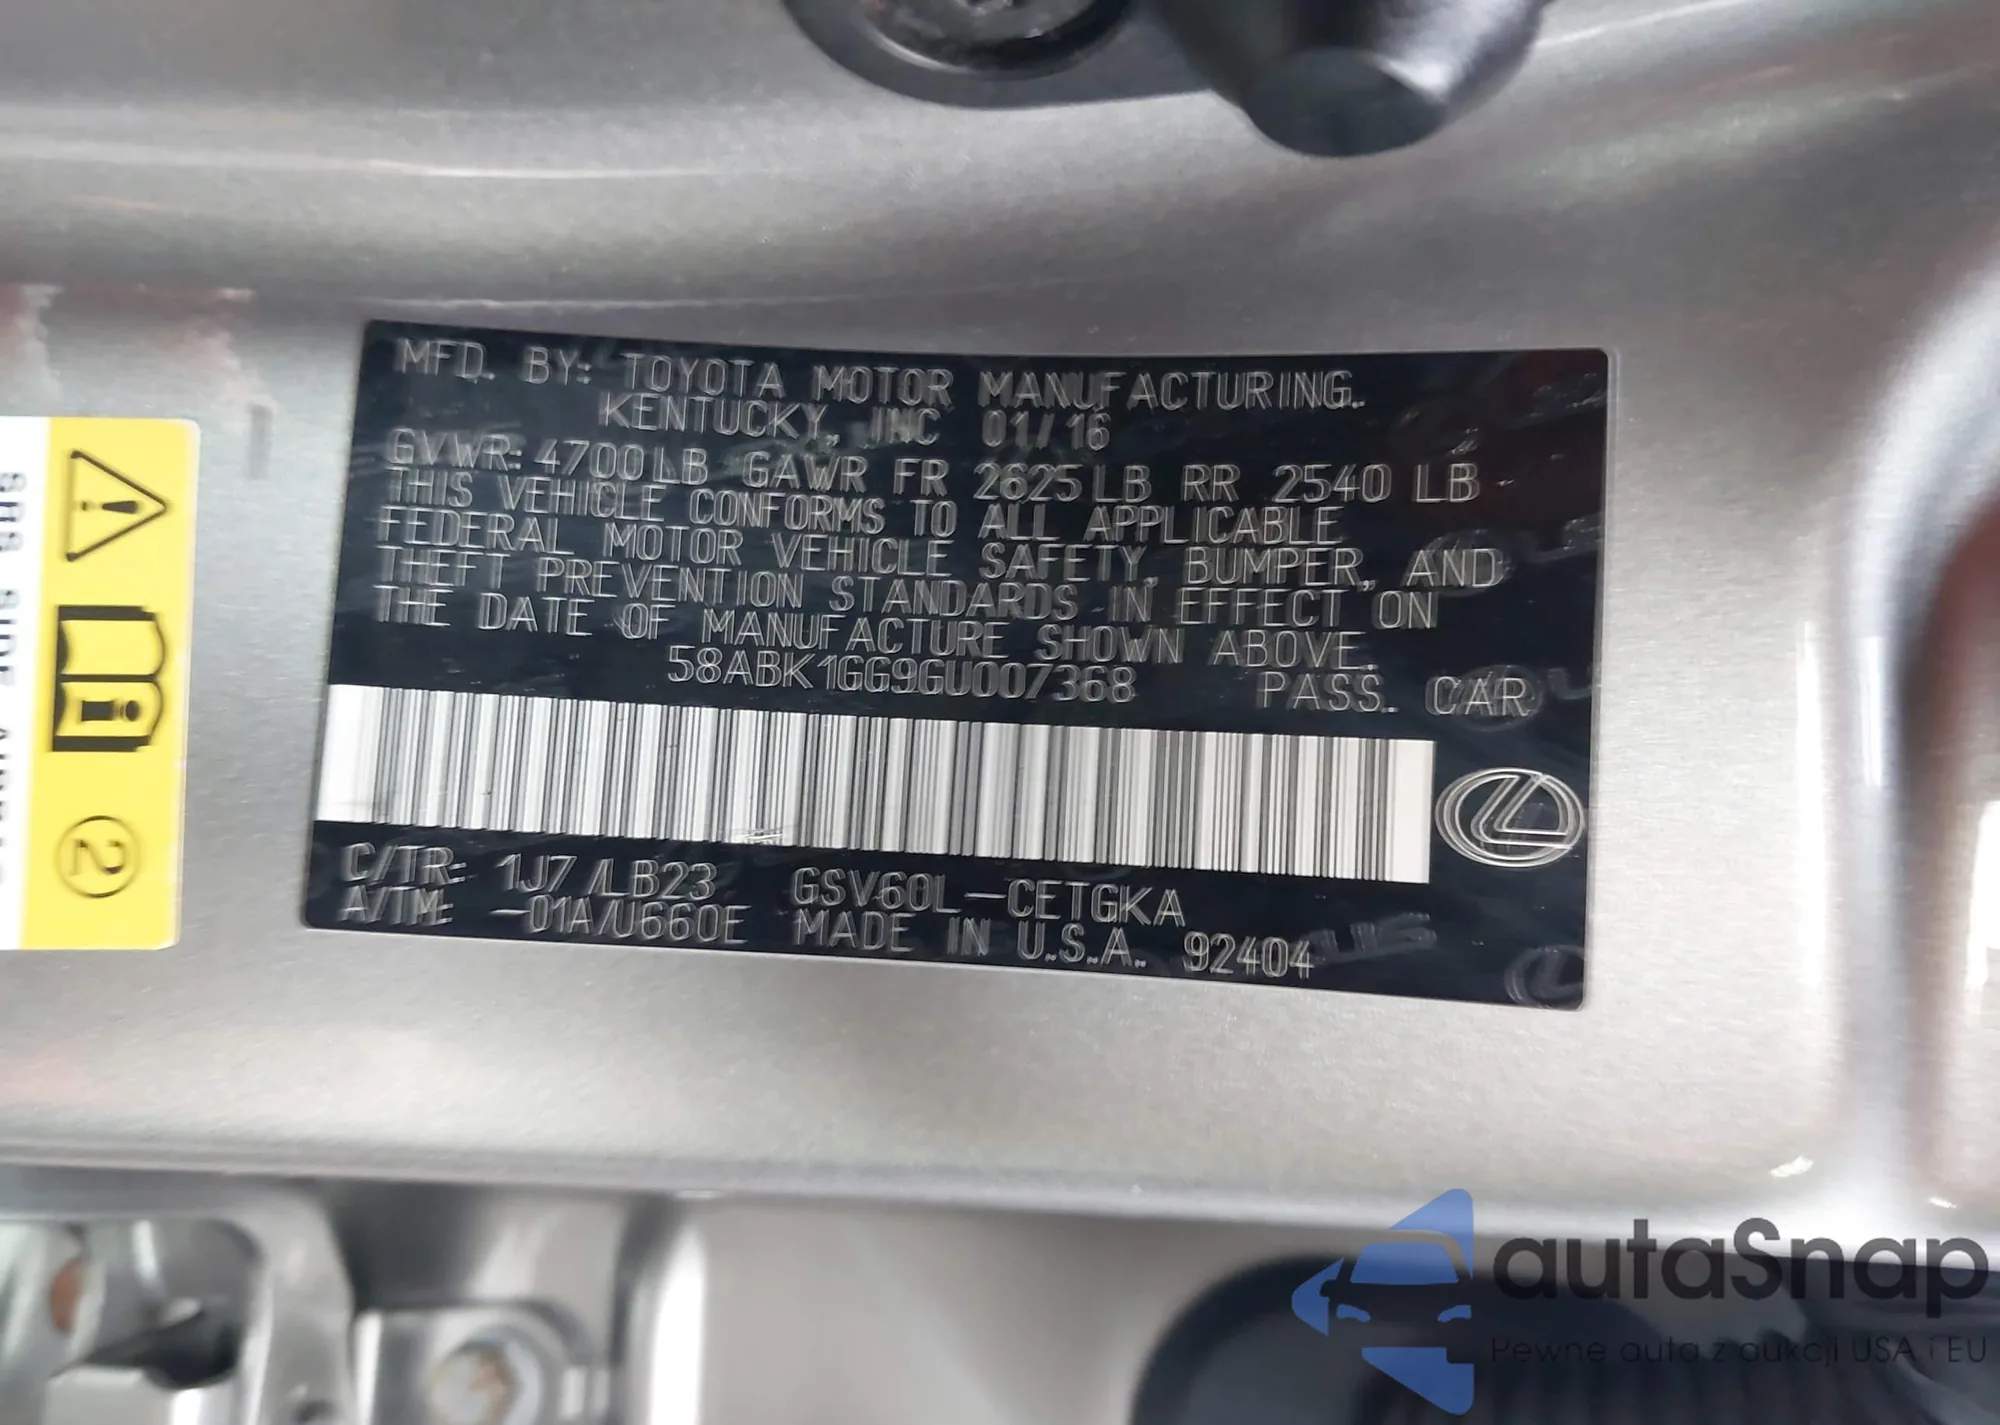 MFD. BY: TOYOTA MOTOR MANUFACTURING.
KENTUCKY, INC 01/16
GVWR: 4700LB GAWR FR 2625LB RR 2540 LB
THIS VEHICLE CONFORMS TO ALL APPLICABLE
FEDERAL MOTOR VEHICLE SAFETY, BUMPER, AND
THEFT PREVENTION STANDARDS IN EFFECT ON
THE DATE OF MANUFACTURE SHOWN ABOVE.
58ABK1GG9GU007368 PASS. CAR
C/TR: 1J7 /LB23 GSV60L-CETGKA
A/TM: -01A/U660E MADE IN U.S.A. 92404
2
autoSnap
Pewne auta z aukcji USA i EU